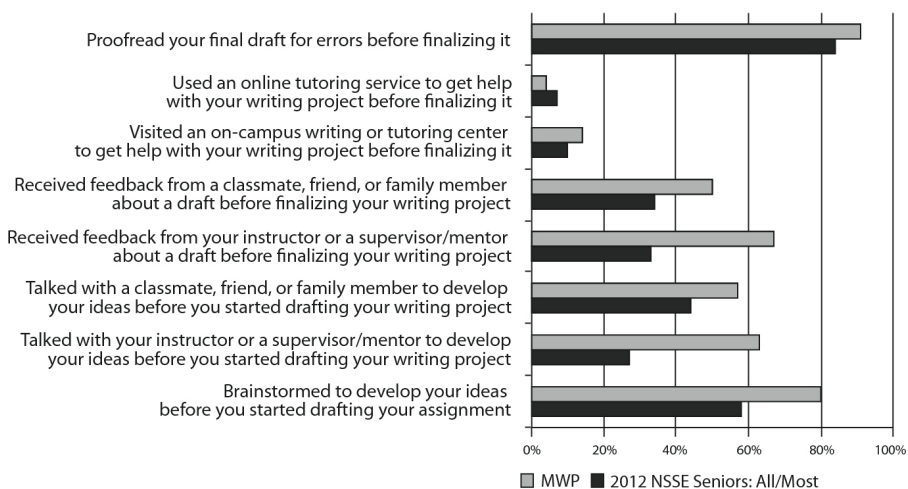 Proofread your final draft for errors before finalizing it
Used an online tutoring service to get help
with your writing project before finalizing it
Visited an on-campus writing or tutoring center
to get help with your writing project before finalizing it
Received feedback from a classmate, friend, or family member
about a draft before finalizing your writing project
Received feedback from your instructor or a supervisor/mentor
about a draft before finalizing your writing project
Talked with a classmate, friend, or family member to develop
your ideas before you started drafting your writing project
Talked with your instructor or a supervisor/mentor to develop
your ideas before you started drafting your writing project
Brainstormed to develop your ideas
before you started drafting your assignment
0% 20% 40% 60% 80% 100%
MWP 2012 NSSE Seniors: All/Most